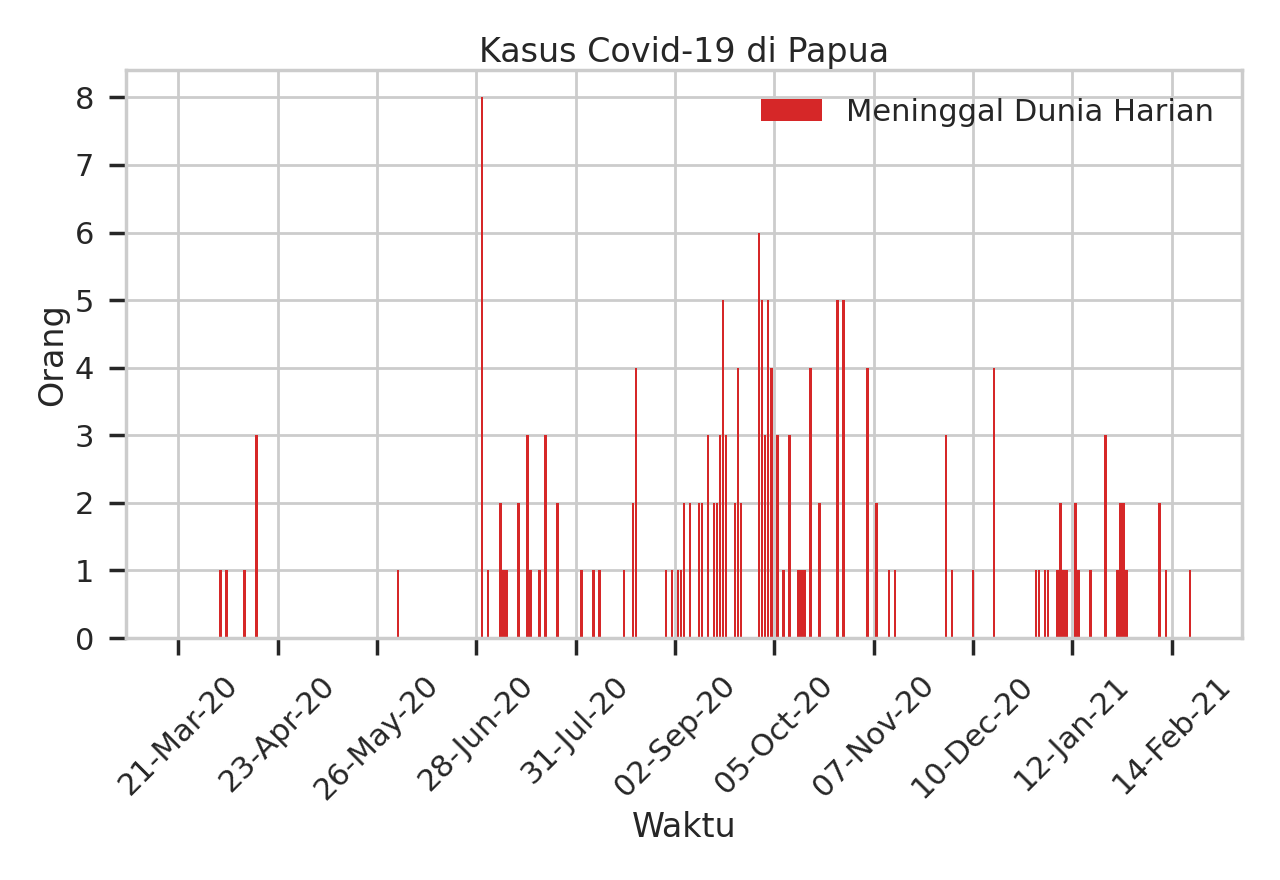 Kasus Covid-19 di Papua
Meninggal Dunia Harian
Orang
8
7
6
5
4
3
2
1
0
21-Mar-20
23-Apr-20
26-May-20
28-Jun-20
31-Jul-20
02-Sep-20
05-Oct-20
07-Nov-20
10-Dec-20
12-Jan-21
14-Feb-21
Waktu